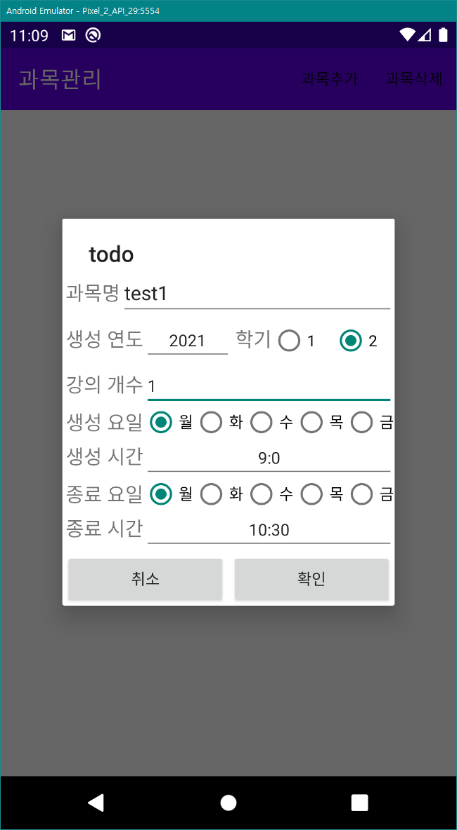 Android Emulator - Pixel_2_API_29:5554
11:09
과목관리 과목추가 과목삭제
todo
과목명 test1
생성 연도 2021 학기 1 2
강의 개수 1
생성 요일 월 화 수 목 금
생성 시간 9:0
종료 요일 월 화 수 목 금
종료 시간 10:30
취소 확인